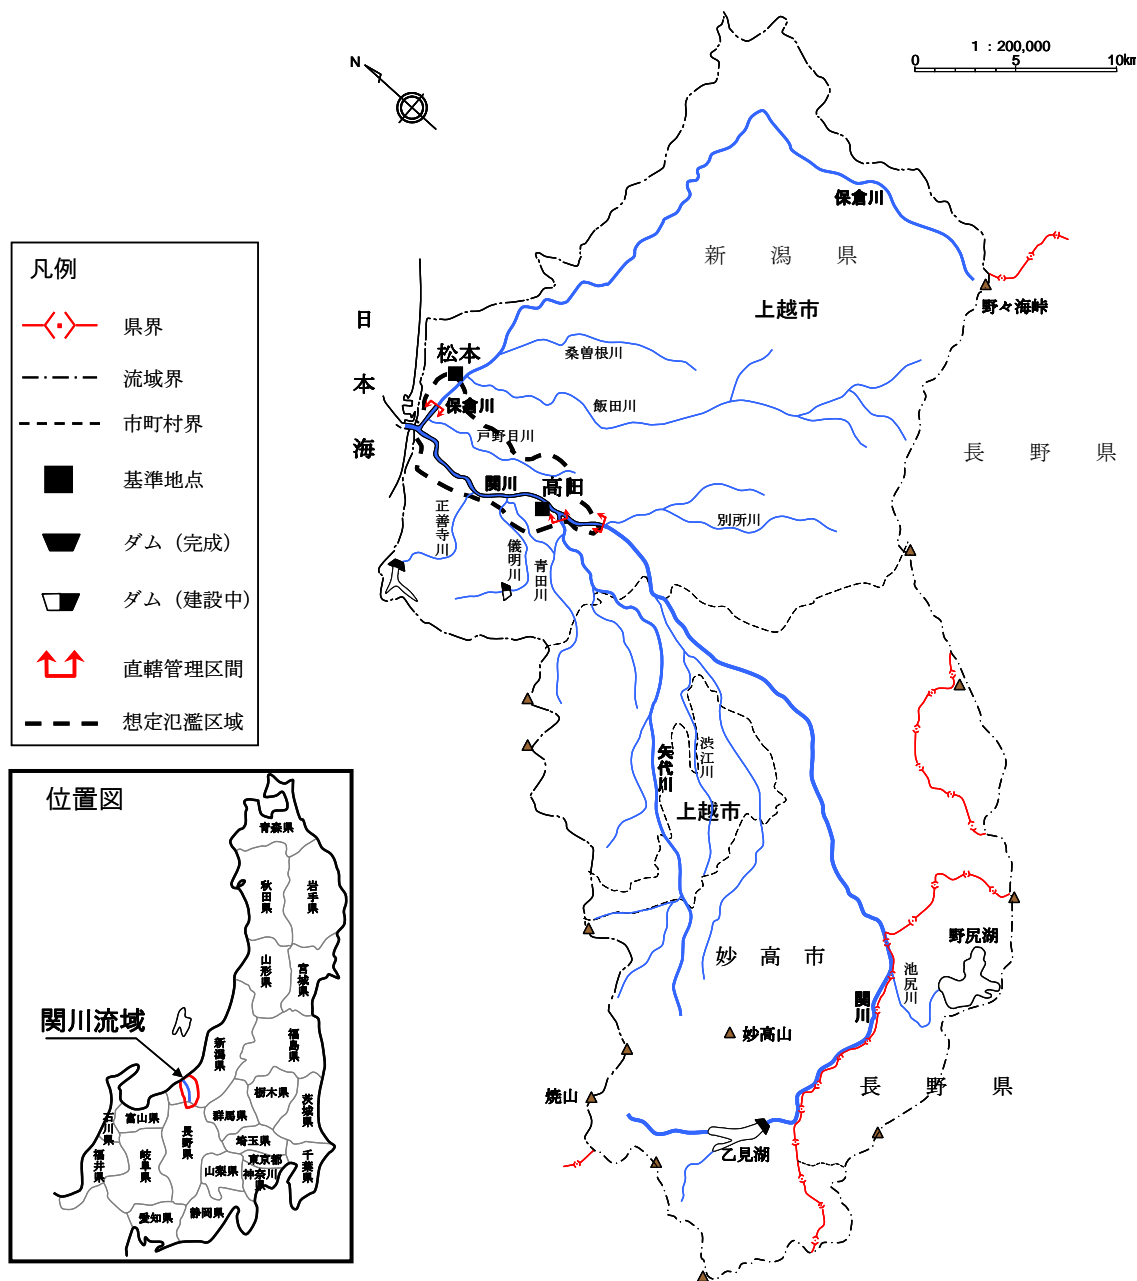 N
1 : 200,000
0 5 10km
保倉川
新潟県
上越市
野々海峠
日本海
松本
桑曽根川
保倉川
飯田川
戸野目川
長野県
関川
高田
正善寺川
儀明川
青田川
別所川
矢代川
渋江川
上越市
妙高市
野尻湖
池尻川
関川
妙高山
長野県
焼山
乙見湖
凡例
県界
流域界
市町村界
基準地点
ダム（完成）
ダム（建設中）
直轄管理区間
想定氾濫区域
位置図
青森県
秋田県
岩手県
山形県
宮城県
関川流域
新潟県
福島県
栃木県
群馬県
茨城県
石川県
富山県
長野県
埼玉県
福井県
岐阜県
山梨県
東京都
神奈川県
千葉県
愛知県
静岡県